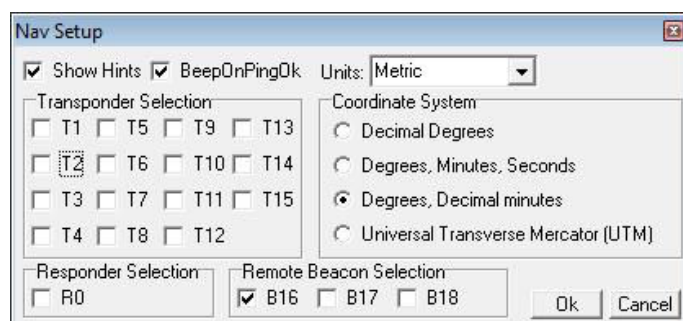 Nav Setup
Show Hints BeepOnPingOk Units: Metric
Transponder Selection Coordinate System
T1 T5 T9 T13 Decimal Degrees
T2 T6 T10 T14 Degrees, Minutes, Seconds
T3 T7 T11 T15 Degrees, Decimal minutes
T4 T8 T12 Universal Transverse Mercator (UTM)
Responder Selection Remote Beacon Selection
R0 B16 B17 B18 Ok Cancel